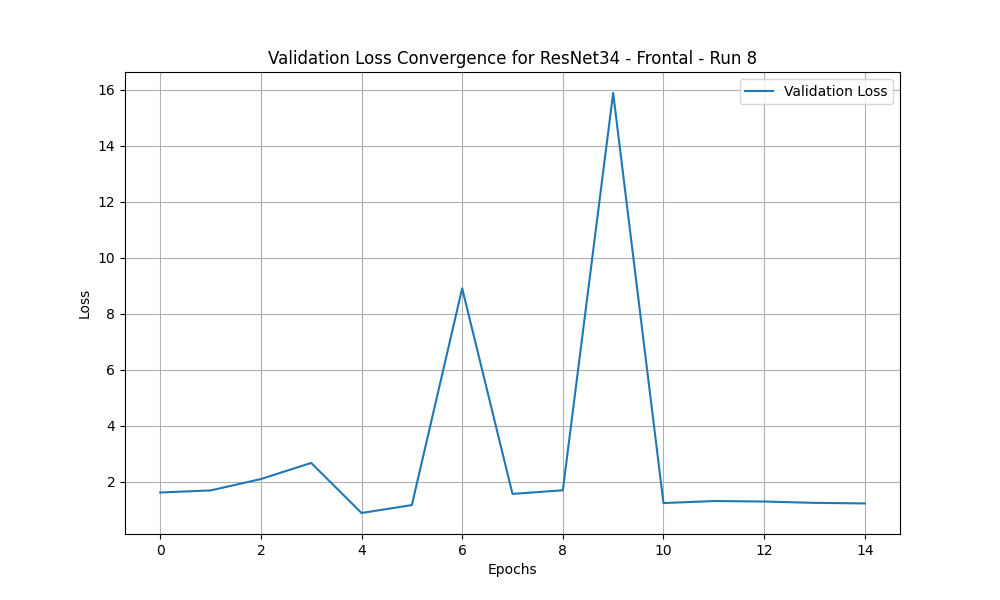 Validation Loss Convergence for ResNet34 - Frontal - Run 8
Validation Loss
16
14
12
10
8
6
4
2
Loss
0 2 4 6 8 10 12 14
Epochs